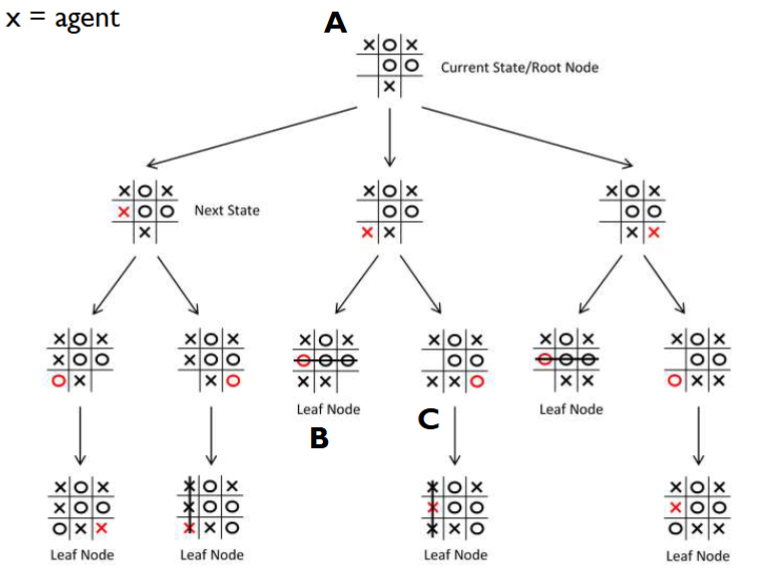 x = agent
A
X O X
O O
X
Current State/Root Node
X O X
X O O
X
Next State
X O X
O O
X X
X O X
O O
X X
X O X
X O O
O X
X O X
X O O
X O
X O X
O O O
X X
Leaf Node
B
X O X
O O
X X O
C
X O X
O O O
X X
Leaf Node
X O X
O O
O X X
X O X
X O O
O X X
Leaf Node
X O X
X O O
X X O
Leaf Node
X O X
X O O
X X O
Leaf Node
X O X
X O O
O X X
Leaf Node